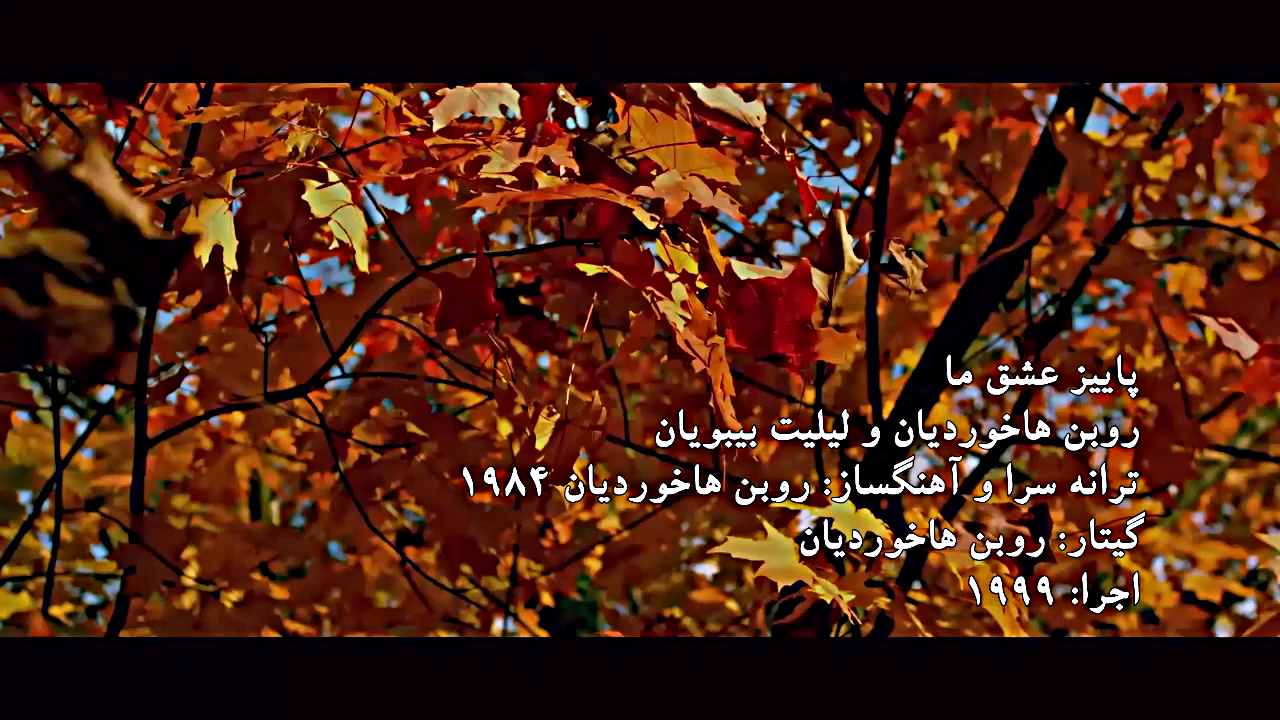 پاییز عشق ما
روبن هاخوردیان و لیلیت بیبویان
ترانه سرا و آهنگساز: روبن هاخوردیان ۱۹۸۴
گیتار: روبن هاخوردیان
اجرا: ۱۹۹۹